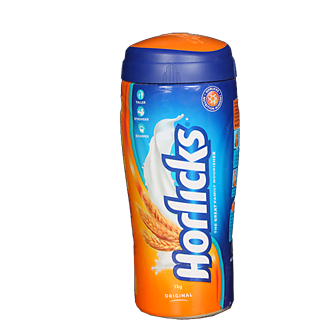 TALLER
STRONGER
SHARPER
Horlicks
THE GREAT FAMILY NOURISHER
1kg
ORIGINAL